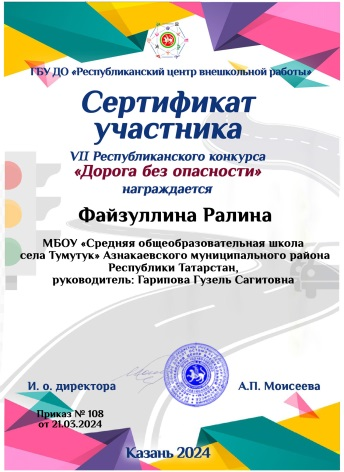 ГБУ ДО «Республиканский центр внешкольной работы»
Сертификат
участника
VII Республиканского конкурса
«Дорога без опасности»
награждается
Файзуллина Ралина
МБОУ «Средняя общеобразовательная школа
села Тумутук» Азнакаевского муниципального района
Республики Татарстан,
руководитель: Гарипова Гузель Сагитовна
И. о. директора
А.П. Моисеева
Приказ № 108
от 21.03.2024
Казань 2024